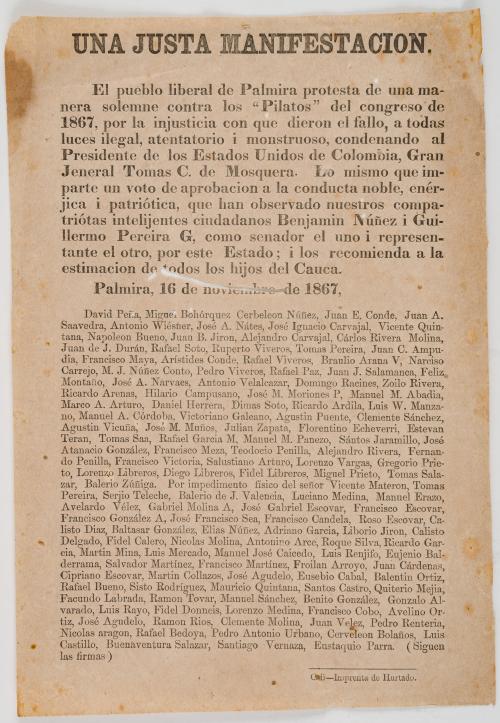 UNA JUSTA MANIFESTACION.
El pueblo liberal de Palmira protesta de una ma-
nera solemne contra los "Pilatos" del congreso de
1867, por la injusticia con que dieron el fallo, a todas
luces ilegal, atentatorio i monstruoso, condenando al
Presidente de los Estados Unidos de Colombia, Gran
Jeneral Tomas C. de Mosquera. Lo mismo que im-
parte un voto de aprobacion a la conducta noble, enér-
jica i patriótica, que han observado nuestros compa-
triótas intelijentes ciudadanos Benjamin Núñez i Gui-
llermo Pereira G, como senador el uno i represen-
tante el otro, por este Estado; i los recomienda a la
estimacion de todos los hijos del Cauca.
Palmira, 16 de noviembre de 1867,
David Peña, Miguel Bohórquez Cerbeleon Núñez, Juan E. Conde, Juan A.
Saavedra, Antonio Wiésner, José A. Nátes, José Ignacio Carvajal, Vicente Quin-
tana, Napoleon Bueno, Juan B. Jiron, Alejandro Carvajal, Cárlos Rivera Molina,
Juan de J. Durán, Rafael Soto, Ruperto Viveros, Tomas Pereira, Juan C. Ampu-
dia, Francisco Maya, Arístides Conde, Rafael Viveros, Braulio Arana V, Narciso
Carrejo, M. J. Núñez Conto, Pedro Viveros, Rafael Paz, Juan J. Salamanca, Feliz
Montaño, José A. Narvaes, Antonio Velalcazar, Domingo Racines, Zoilo Rivera,
Ricardo Arenas, Hilario Campusano, José M. Moriones P, Manuel M. Abadia,
Marco A. Arturo, Daniel Herrera, Dimas Soto, Ricardo Ardila, Luis W. Manza-
no, Manuel A. Córdoba, Victoriano Galeano, Agustin Fuente, Clemente Sánchez,
Agustin Vicuña, José M. Muños, Julian Zapata, Florentino Echeverri, Estevan
Teran, Tomas Saa, Rafael Garcia M, Manuel M. Panezo, Sántos Jaramillo, José
Atanacio González, Francisco Meza, Teodocio Penilla, Alejandro Rivera, Fernan-
do Penilla, Francisco Victoria, Salustiano Arturo, Lorenzo Vargas, Gregorio Prie-
to, Lorenzo Libreros, Diego Libreros, Fidel Libreros, Miguel Prieto, Tomas Sala-
zar, Balerio Zúñiga. Por impedimento físico del señor Vicente Materon, Tomas
Pereira, Serjio Teleche, Balerio de J. Valencia, Luciano Medina, Manuel Erazo,
Avelardo Vélez, Gabriel Molina A, José Gabriel Escovar, Francisco Escovar,
Francisco González A, José Francisco Sea, Francisco Candela, Roso Escovar, Ca-
listo Diaz, Baltasar González, Elias Núñez, Adriano Garcia, Liborio Jiron, Calisto
Delgado, Fidel Calero, Nicolas Molina, Antonino Arce, Roque Silva, Ricardo Gar-
cia, Martin Mina, Luis Mercado, Manuel José Caicedo, Luis Renjifo, Eujenio Bal-
derrama, Salvador Martínez, Francisco Martínez, Froilan Arroyo, Juan Cárdenas,
Cipriano Escovar, Martin Collazos, José Agudelo, Eusebio Cabal, Balentin Ortiz,
Rafael Bueno, Sisto Rodríguez, Mauricio Quintana, Santos Castro, Quiterio Mejia,
Facundo Labrada, Ramon Tovar, Manuel Sánchez, Benito González, Gonzalo Al-
varado, Luis Rayo, Fidel Donneis, Lorenzo Medina, Francisco Cobo, Avelino Or-
tiz, José Agudelo, Ramon Rios, Clemente Molina, Juan Velez, Pedro Renteria,
Nicolas aragon, Rafael Bedoya, Pedro Antonio Urbano, Cerveleon Bolaños, Luis
Castillo, Buenaventura Salazar, Santiago Vernaza, Eustaquio Parra. (Siguen
las firmas)
Imprenta de Hurtado.